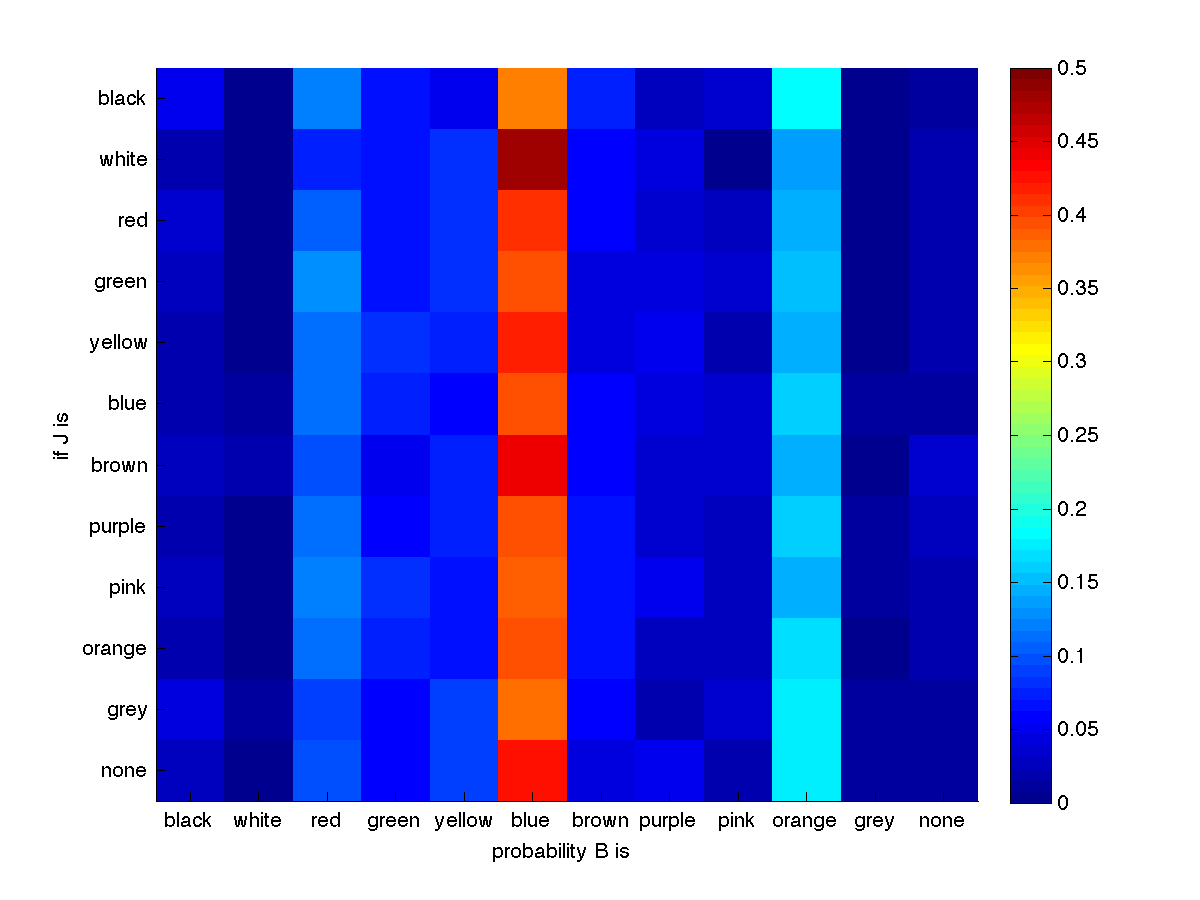 black
white
red
green
yellow
blue
brown
purple
pink
orange
grey
none
if J is
black white red green yellow blue brown purple pink orange grey none
probability B is
0.5
0.45
0.4
0.35
0.3
0.25
0.2
0.15
0.1
0.05
0